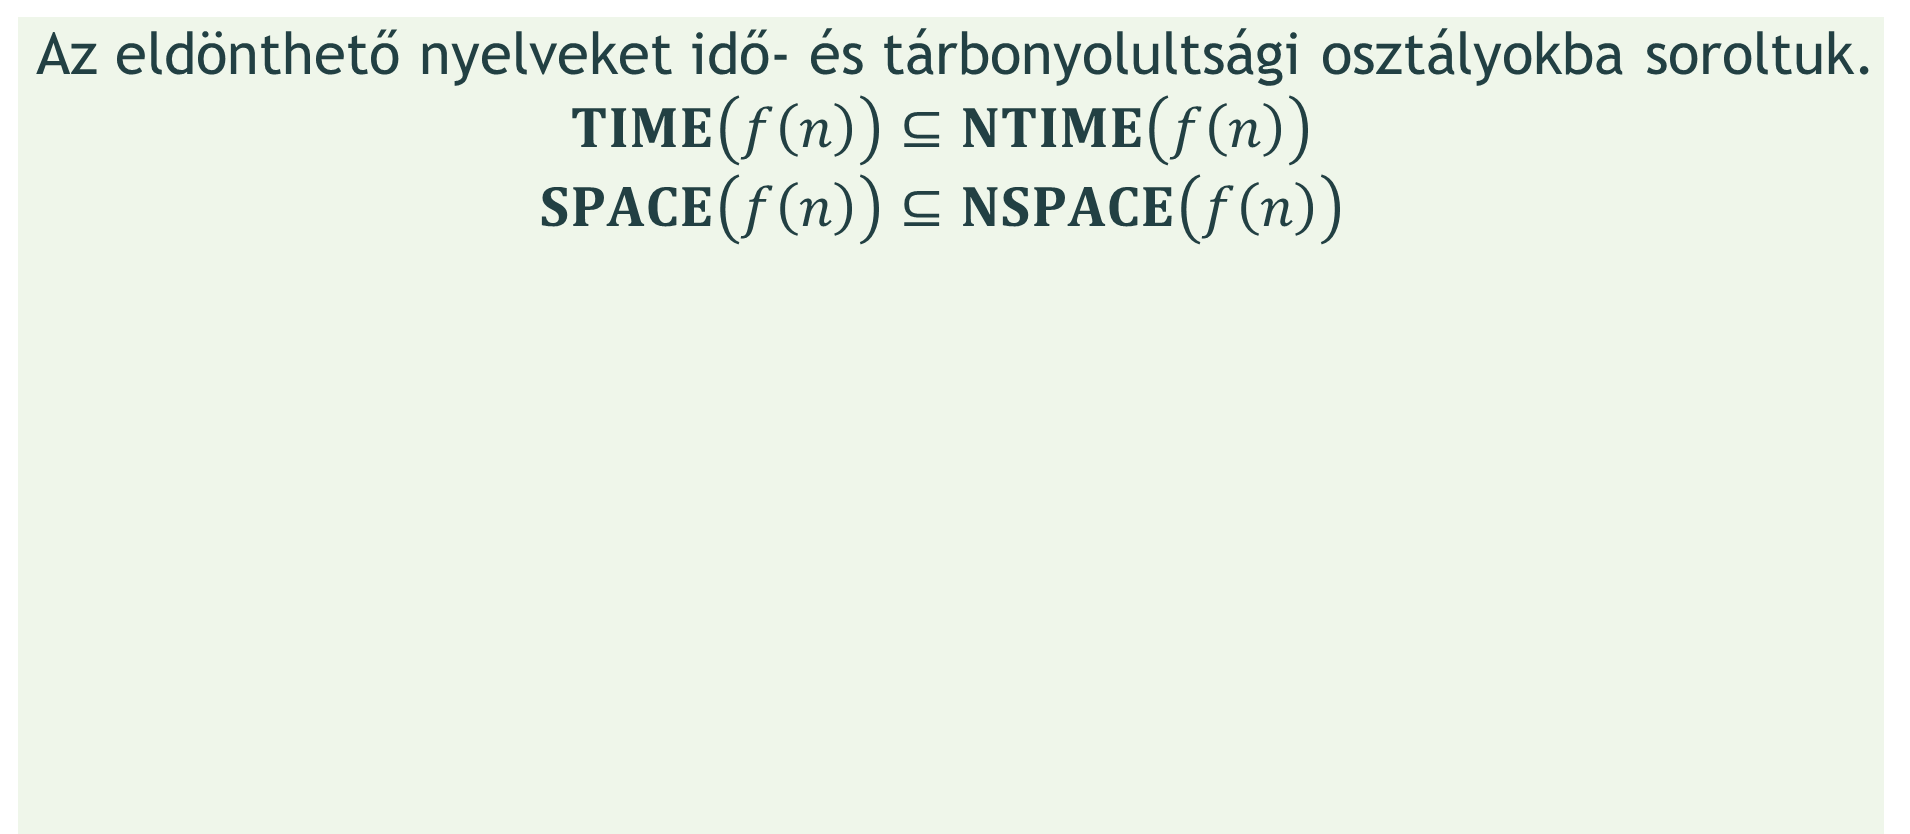 Az eldönthető nyelveket idő- és tárbonyolultsági osztályokba soroltuk.
TIME(f(n)) ⊆ NTIME(f(n))
SPACE(f(n)) ⊆ NSPACE(f(n))